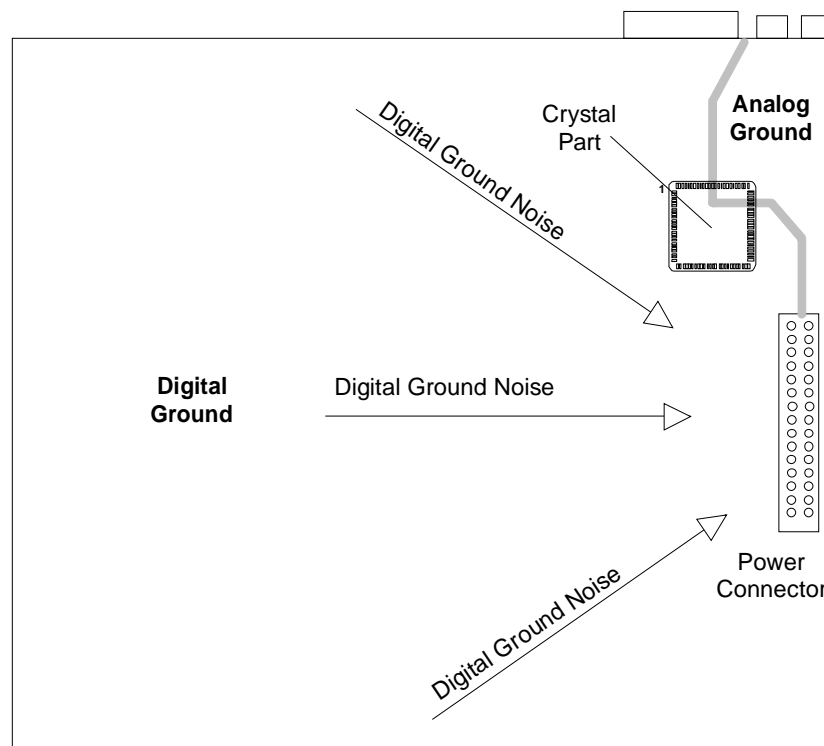 Digital Ground Noise
Crystal
Part
Analog
Ground
1
Digital
Ground
Digital Ground Noise
Power
Connector
Digital Ground Noise